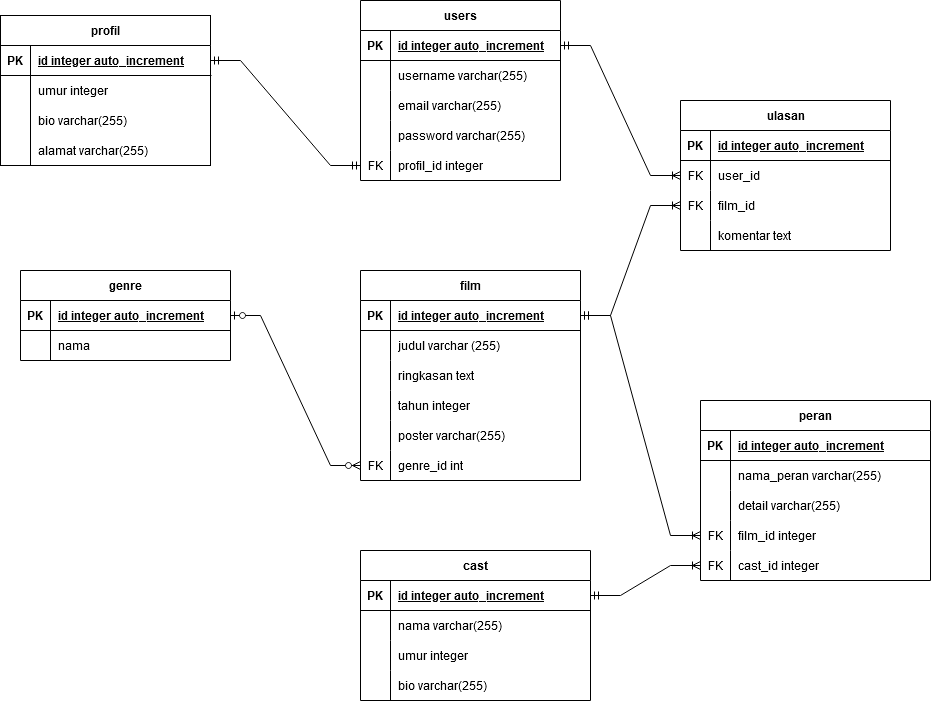 profil
PK id integer auto_increment
umur integer
bio varchar(255)
alamat varchar(255)
users
PK id integer auto_increment
username varchar(255)
email varchar(255)
password varchar(255)
FK profil_id integer
ulasan
PK id integer auto_increment
FK user_id
FK film_id
komentar text
genre
PK id integer auto_increment
nama
film
PK id integer auto_increment
judul varchar (255)
ringkasan text
tahun integer
poster varchar(255)
FK genre_id int
peran
PK id integer auto_increment
nama_peran varchar(255)
detail varchar(255)
FK film_id integer
FK cast_id integer
cast
PK id integer auto_increment
nama varchar(255)
umur integer
bio varchar(255)